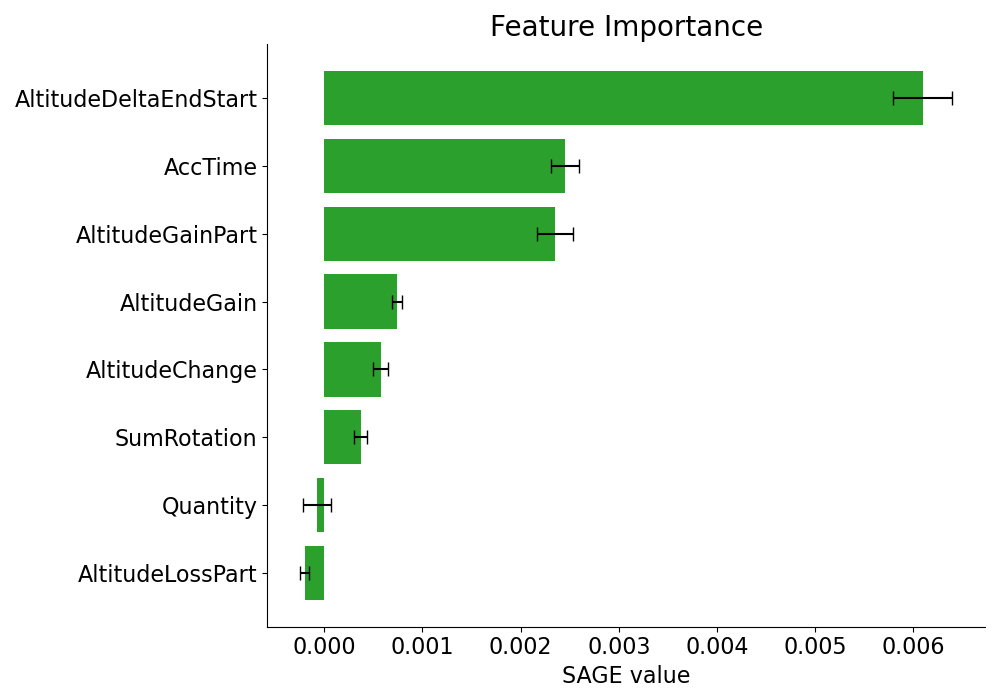 Feature Importance
AltitudeDeltaEndStart
AccTime
AltitudeGainPart
AltitudeGain
AltitudeChange
SumRotation
Quantity
AltitudeLossPart
0.000 0.001 0.002 0.003 0.004 0.005 0.006
SAGE value